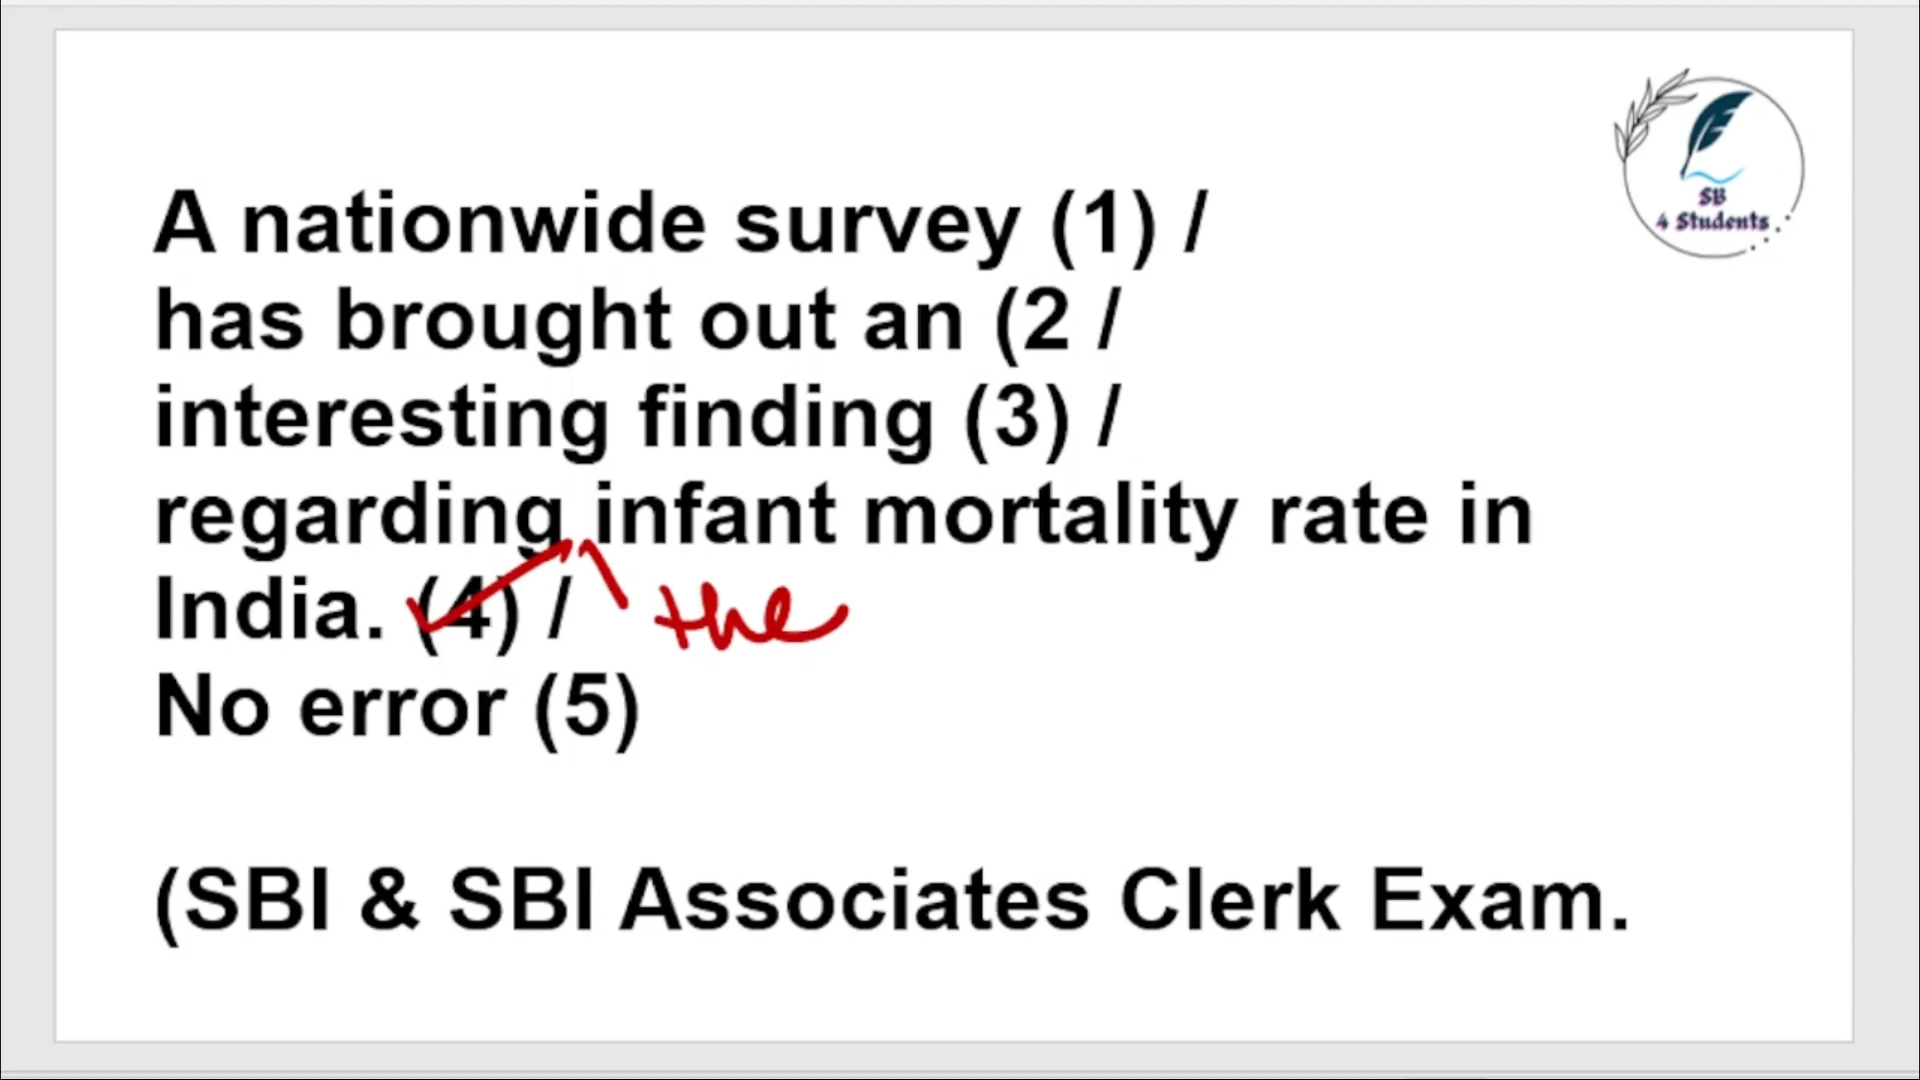 SB
4 Students
A nationwide survey (1) /
has brought out an (2 /
interesting finding (3) /
regarding infant mortality rate in
India. (4) /
the
No error (5)
(SBI & SBI Associates Clerk Exam.